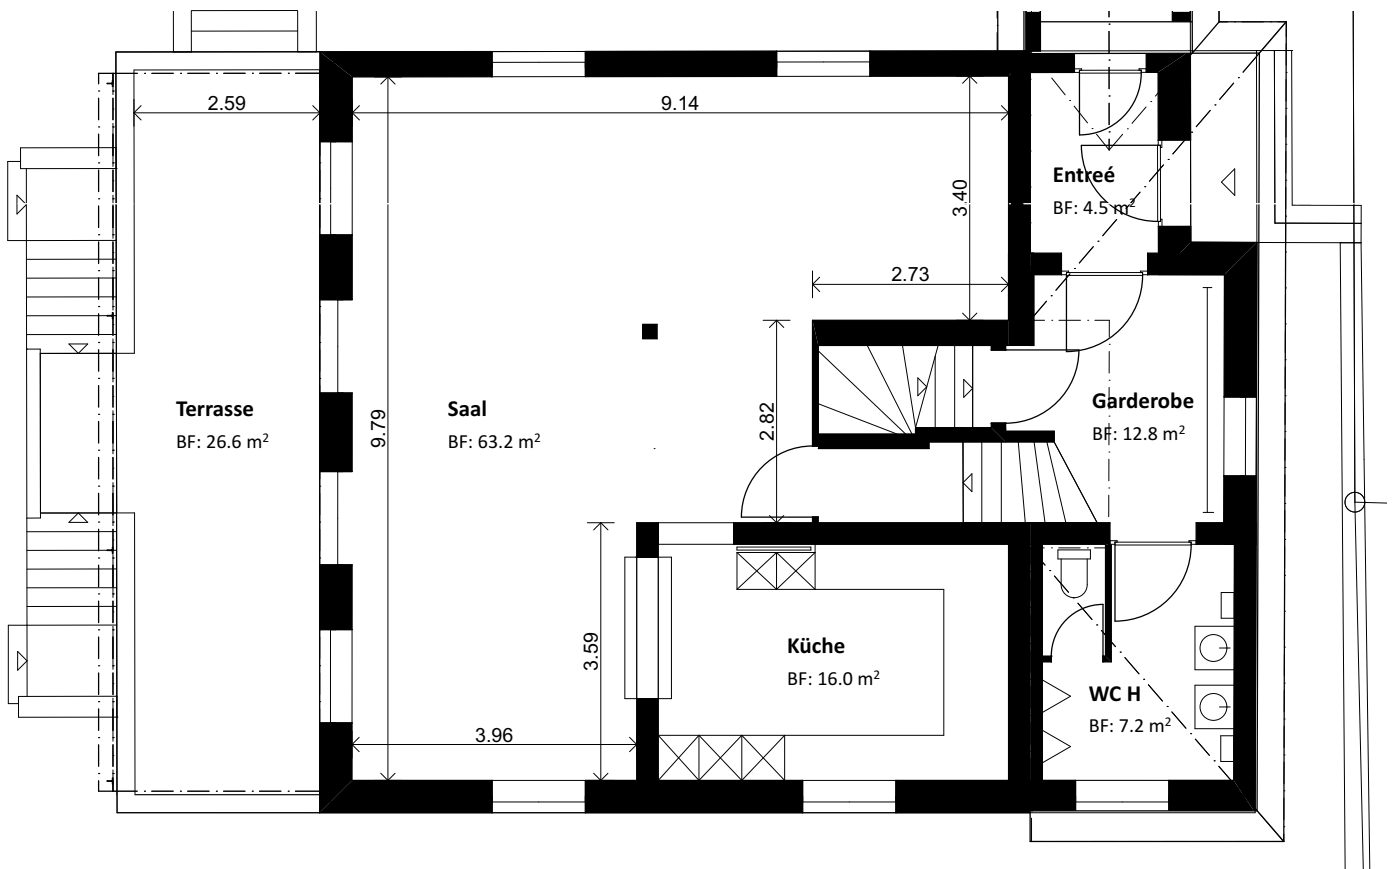 2.59
9.14
3.40
Entreé
BF: 4.5 m²
2.73
Terrasse
BF: 26.6 m²
9.79
Saal
BF: 63.2 m²
2.82
Garderobe
BF: 12.8 m²
3.59
Küche
BF: 16.0 m²
WC H
BF: 7.2 m²
3.96